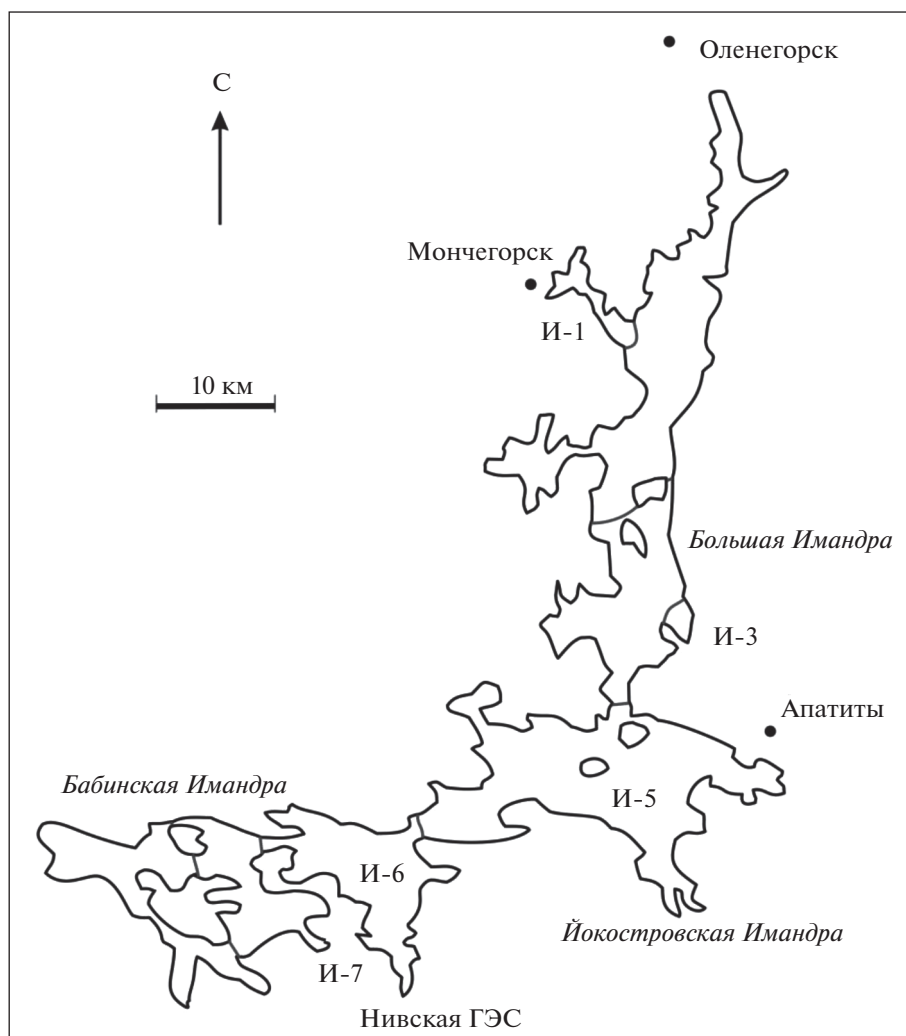 Оленегорск
С
Мончегорск
И-1
10 км
Большая Имандра
И-3
Апатиты
Бабинская Имандра
И-5
И-6
Йокостровская Имандра
И-7
Нивская ГЭС